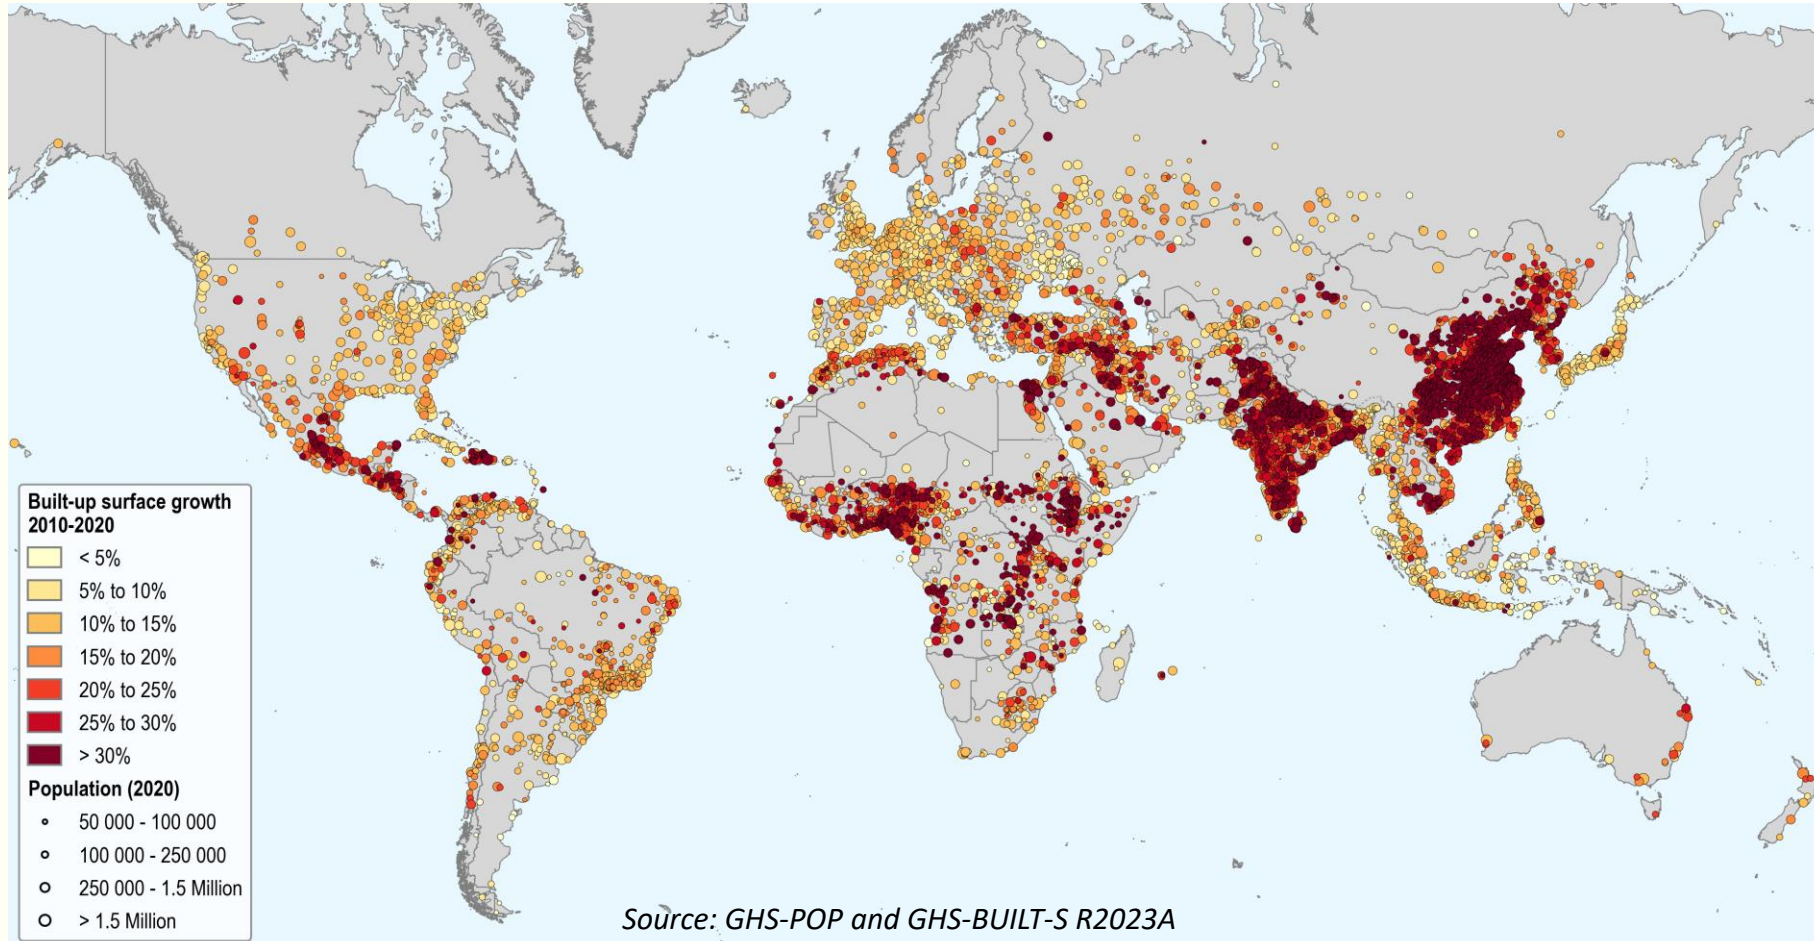 Built-up surface growth
2010-2020
< 5%
5% to 10%
10% to 15%
15% to 20%
20% to 25%
25% to 30%
> 30%
Population (2020)
50 000 - 100 000
100 000 - 250 000
250 000 - 1.5 Million
> 1.5 Million
Source: GHS-POP and GHS-BUILT-S R2023A